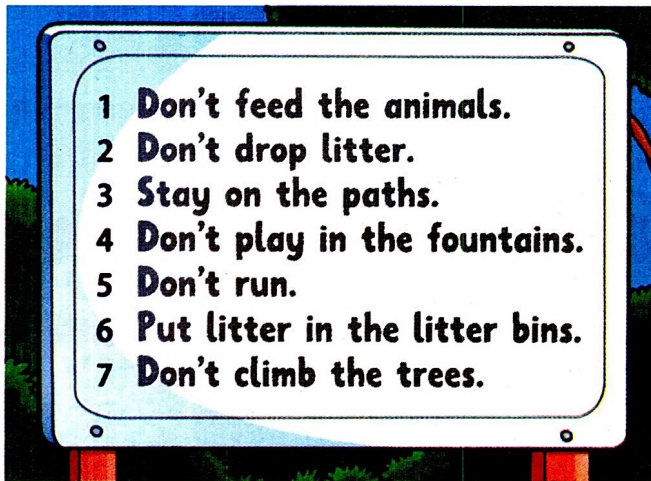 1 Don't feed the animals.
2 Don't drop litter.
3 Stay on the paths.
4 Don't play in the fountains.
5 Don't run.
6 Put litter in the litter bins.
7 Don't climb the trees.